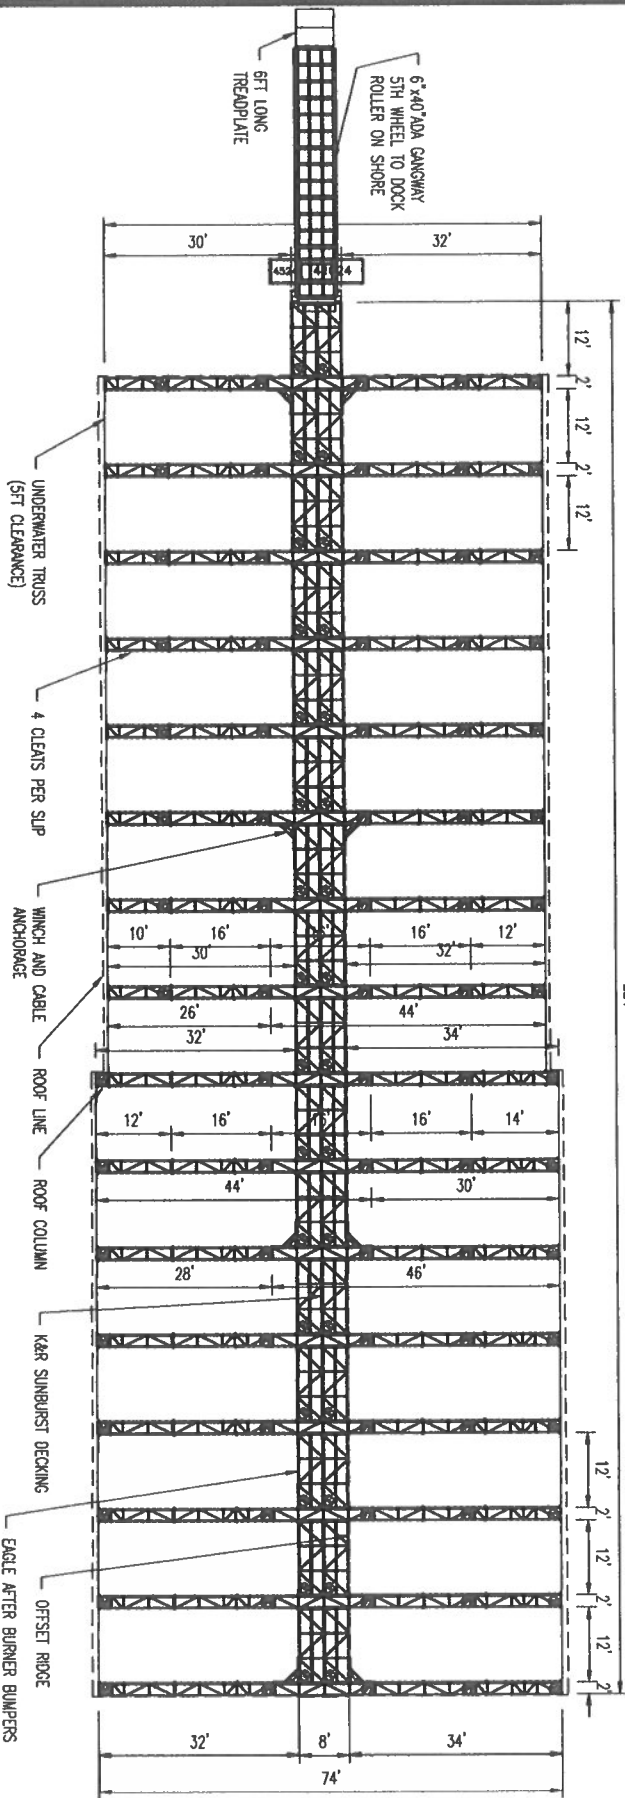 6"x40"ADA GANGWAY
5TH WHEEL TO DOCK
ROLLER ON SHORE
6FT LONG
TREADPLATE
30'
32'
12'
2'
12'
2'
12'
UNDERWATER TRUSS
(5FT CLEARANCE)
4 CLEATS PER SLIP
WINCH AND CABLE
ANCHORAGE
ROOF LINE
ROOF COLUMN
K&R SUNBURST DECKING
OFFSET RIDGE
EAGLE AFTER BURNER BUMPERS
10'
16'
16'
12'
30'
32'
26'
44'
32'
34'
12'
16'
16'
14'
44'
30'
28'
46'
12'
2'
12'
2'
12'
2'
32'
8'
34'
74'